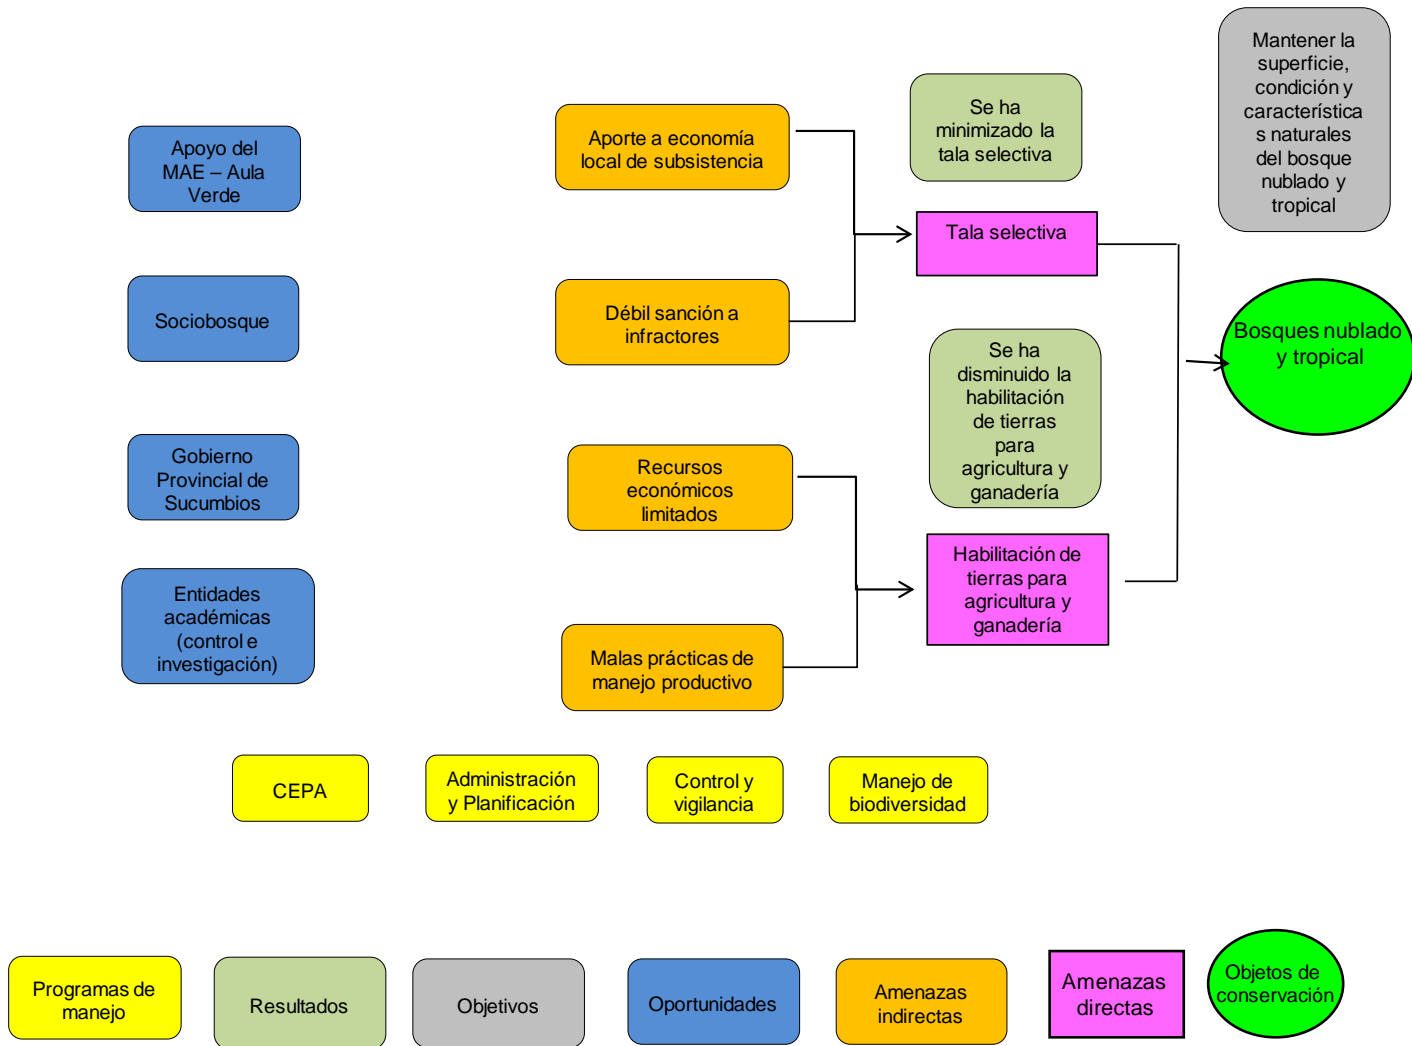 Mantener la
superficie,
condición y
característica
s naturales
del bosque
nublado y
tropical
Se ha
minimizado la
tala selectiva
Aporte a economía
local de subsistencia
Apoyo del
MAE – Aula
Verde
Tala selectiva
Sociobosque
Débil sanción a
infractores
Bosques nublado
y tropical
Se ha
disminuido la
habilitación
de tierras
para
agricultura y
ganadería
Gobierno
Provincial de
Sucumbios
Recursos
económicos
limitados
Habilitación de
tierras para
agricultura y
ganadería
Entidades
académicas
(control e
investigación)
Malas prácticas de
manejo productivo
CEPA
Administración
y Planificación
Control y
vigilancia
Manejo de
biodiversidad
Programas de
manejo
Resultados
Objetivos
Oportunidades
Amenazas
indirectas
Amenazas
directas
Objetos de
conservación